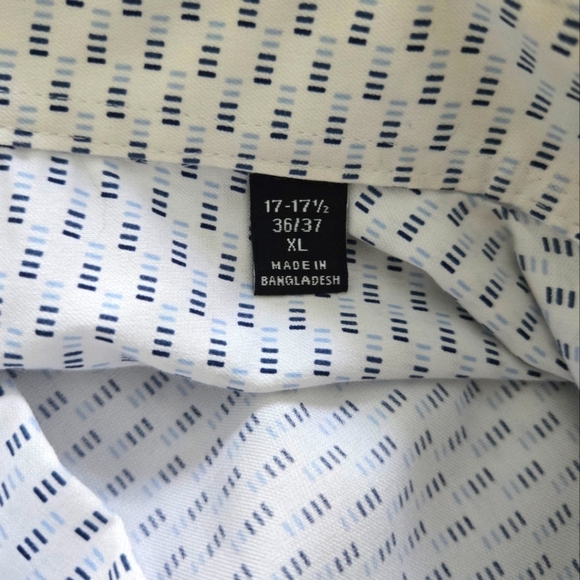 17-17½
36/37
XL
MADE IN
BANGLADESH